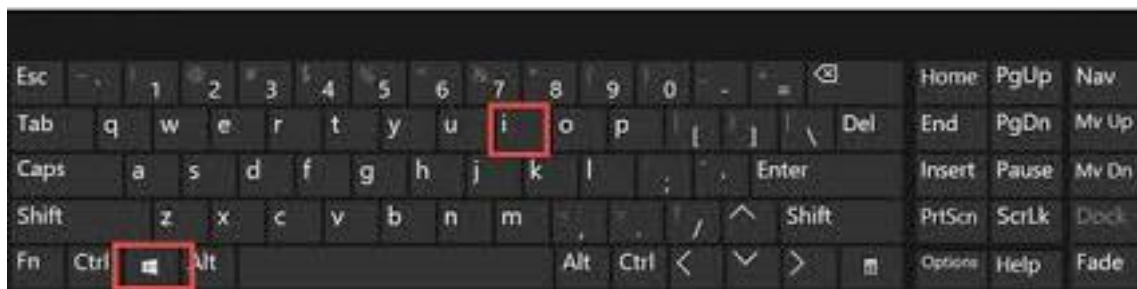 Esc 1 2 3 4 5 6 7 8 9 0 - = Home PgUp Nav
Tab q w e r t y u i o p [ ] \ Del End PgDn Mv Up
Caps a s d f g h j k l ; Enter Insert Pause Mv Dn
Shift z x c v b n m / Shift PrtScn ScrLk Dock
Fn Ctrl Alt Alt Ctrl Options Help Fade